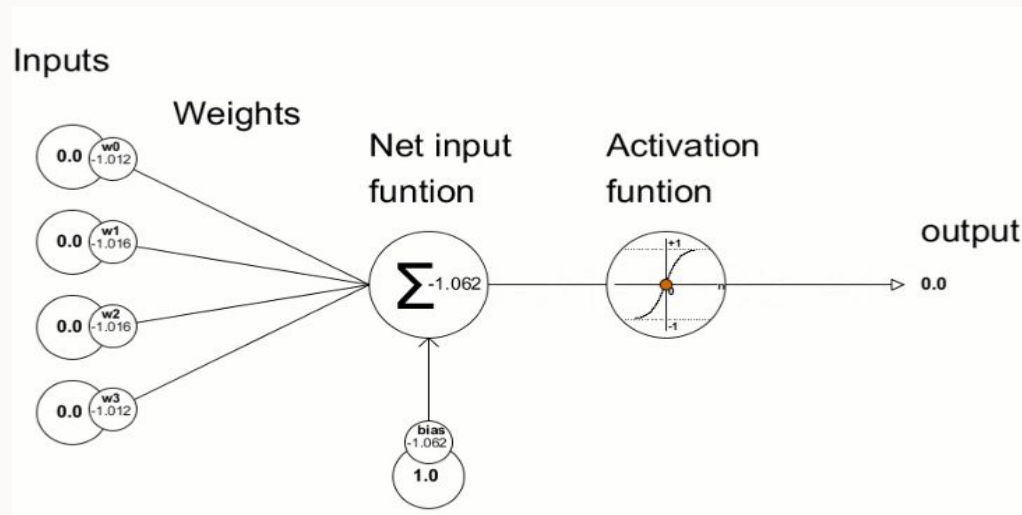 Inputs
Weights
Net input
funtion
Activation
funtion
output
0.0
w0
-1.012
0.0
w1
-1.016
0.0
w2
-1.016
0.0
w3
-1.012
Σ -1.062
+1
0
n
-1
0.0
bias
-1.062
1.0